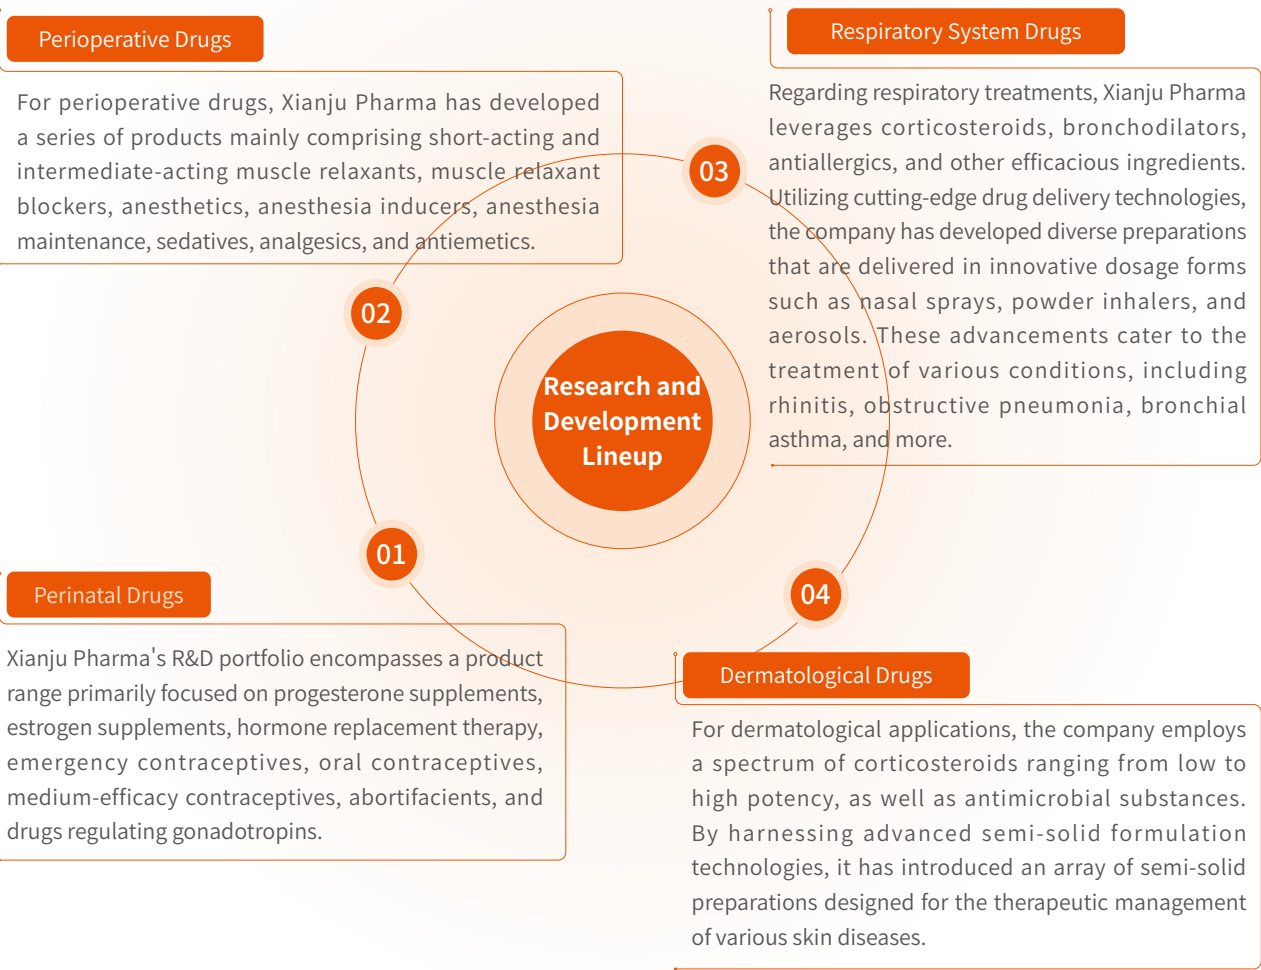 Perioperative Drugs
For perioperative drugs, Xianju Pharma has developed
a series of products mainly comprising short-acting and
intermediate-acting muscle relaxants, muscle relaxant
blockers, anesthetics, anesthesia inducers, anesthesia
maintenance, sedatives, analgesics, and antiemetics.
Respiratory System Drugs
Regarding respiratory treatments, Xianju Pharma
leverages corticosteroids, bronchodilators,
antiallergics, and other efficacious ingredients.
Utilizing cutting-edge drug delivery technologies,
the company has developed diverse preparations
that are delivered in innovative dosage forms
such as nasal sprays, powder inhalers, and
aerosols. These advancements cater to the
treatment of various conditions, including
rhinitis, obstructive pneumonia, bronchial
asthma, and more.
03
02
Research and
Development
Lineup
01
04
Perinatal Drugs
Xianju Pharma's R&D portfolio encompasses a product
range primarily focused on progesterone supplements,
estrogen supplements, hormone replacement therapy,
emergency contraceptives, oral contraceptives,
medium-efficacy contraceptives, abortifacients, and
drugs regulating gonadotropins.
Dermatological Drugs
For dermatological applications, the company employs
a spectrum of corticosteroids ranging from low to
high potency, as well as antimicrobial substances.
By harnessing advanced semi-solid formulation
technologies, it has introduced an array of semi-solid
preparations designed for the therapeutic management
of various skin diseases.